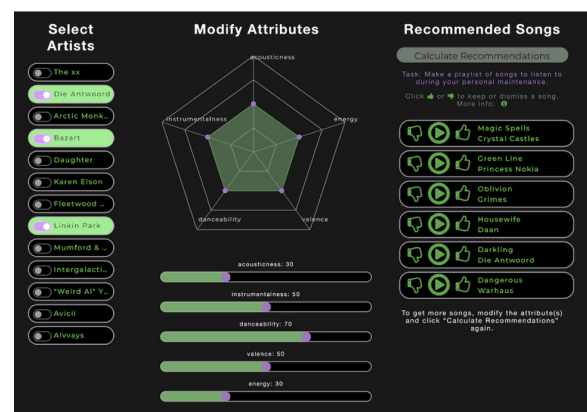 Select
Artists
The xx
Die Antwoord
Arctic Monk...
Bazart
Daughter
Karen Elson
Fleetwood ...
Linkin Park
Mumford & ...
Intergalacti...
"Weird Al" Y...
Avicii
Alvvays
Modify Attributes
acousticness
instrumentalness
energy
danceability
valence
acousticness: 30
instrumentalness: 50
danceability: 70
valence: 50
energy: 30
Recommended Songs
Calculate Recommendations
Task: Make a playlist of songs to listen to
during your personal maintenance.
Click or to keep or dismiss a song.
More info:
Magic Spells
Crystal Castles
Green Line
Princess Nokia
Oblivion
Grimes
Housewife
Daan
Darkling
Die Antwoord
Dangerous
Warhaus
To get more songs, modify the attribute(s)
and click "Calculate Recommendations"
again.